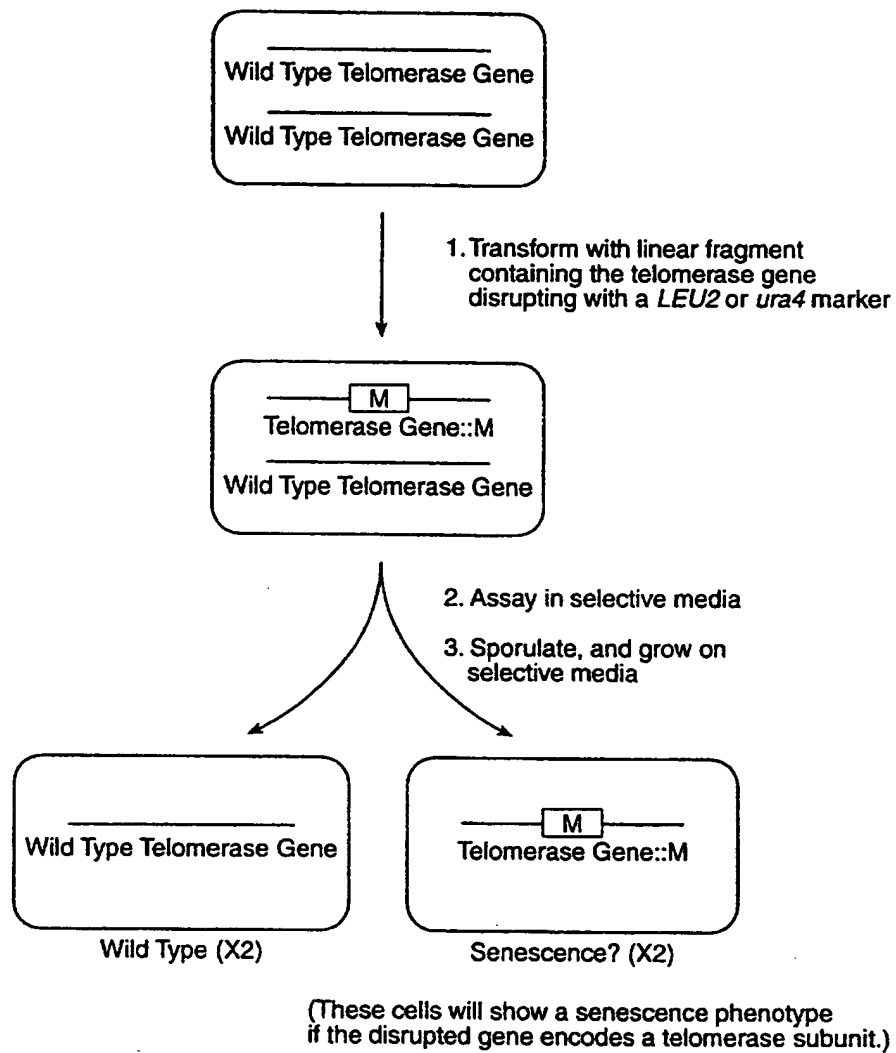 Wild Type Telomerase Gene
Wild Type Telomerase Gene
1. Transform with linear fragment
containing the telomerase gene
disrupting with a LEU2 or ura4 marker
M
Telomerase Gene::M
Wild Type Telomerase Gene
2. Assay in selective media
3. Sporulate, and grow on
selective media
Wild Type Telomerase Gene
Wild Type (X2)
M
Telomerase Gene::M
Senescence? (X2)
(These cells will show a senescence phenotype
if the disrupted gene encodes a telomerase subunit.)